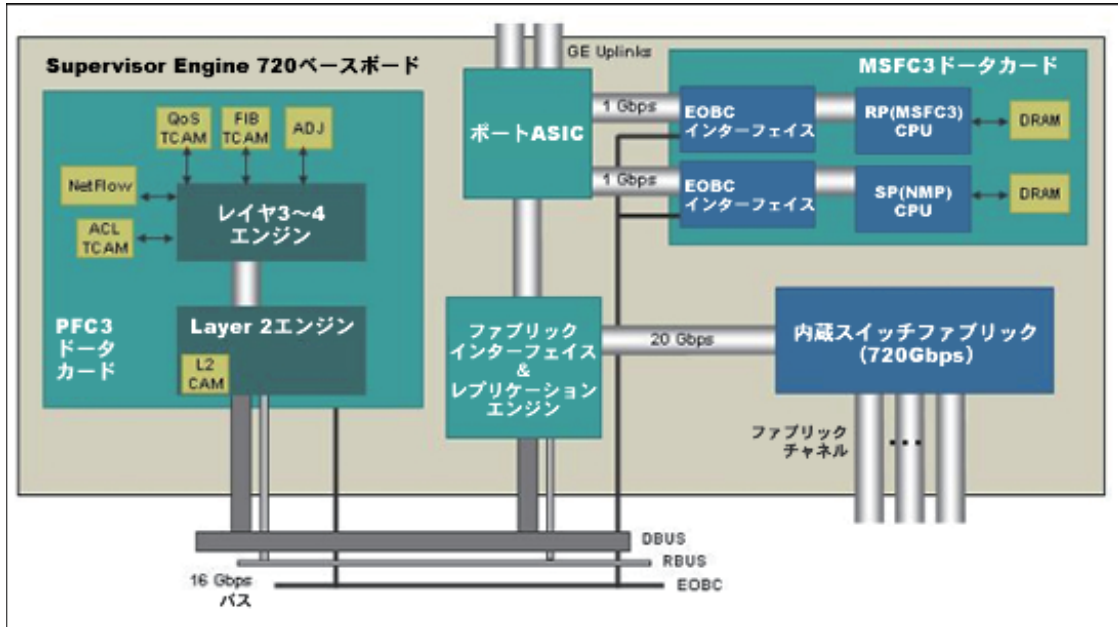 GE Uplinks
Supervisor Engine 720ベースボード
MSFC3ドータカード
QoS
TCAM
FIB
TCAM
ADJ
NetFlow
ACL
TCAM
レイヤ3～4
エンジン
PFC3
ドータ
カード
Layer 2エンジン
L2
CAM
ポートASIC
1 Gbps
EOBC
インターフェイス
RP(MSFC3)
CPU
DRAM
1 Gbps
EOBC
インターフェイス
SP(NMP)
CPU
DRAM
ファブリック
インターフェイス
&
レプリケーション
エンジン
20 Gbps
内蔵スイッチファブリック
(720Gbps)
ファブリック
チャネル
...
DBUS
RBUS
16 Gbps
バス
EOBC